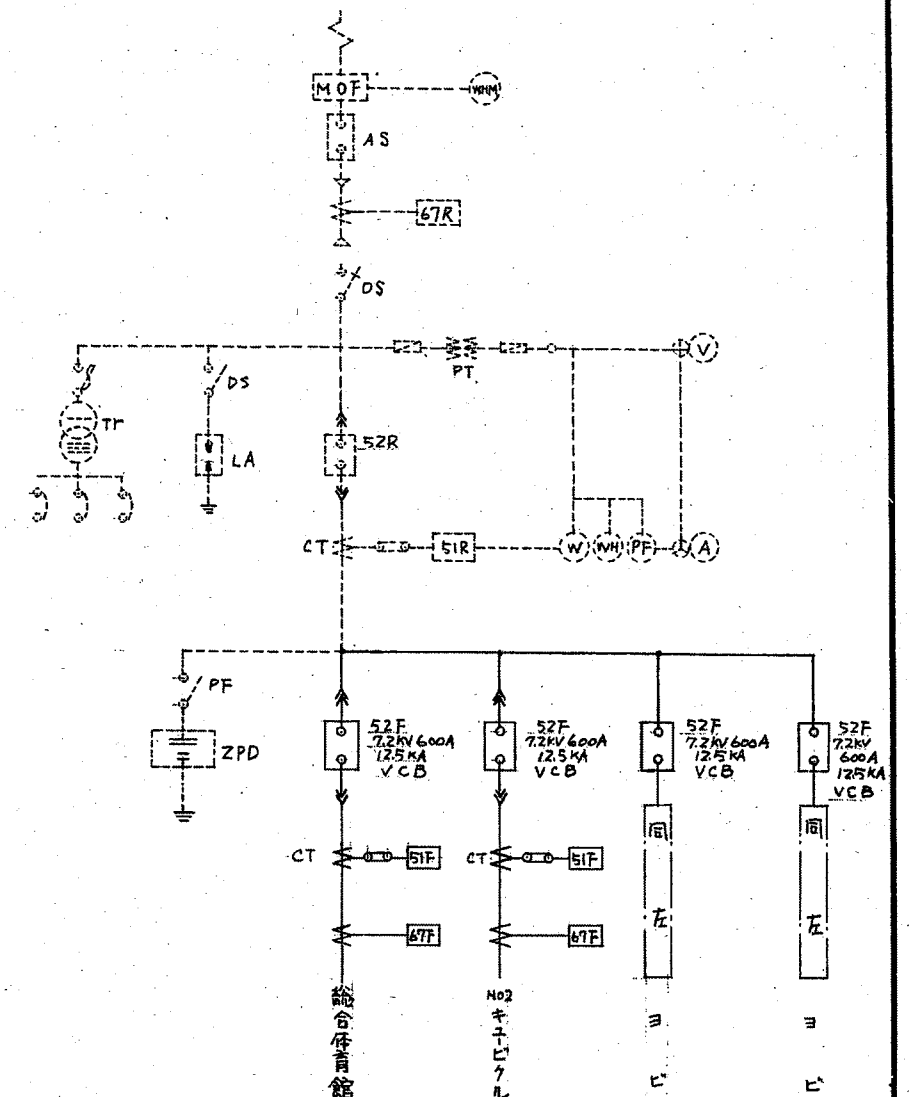 MOF
WHM
AS
67R
DS
PT
V
DS
Tr
LA
52R
CT
51R
W
WH
PF
A
PF
ZPD
52F
7.2KV 600A
12.5KA
VCB
52F
7.2KV 600A
12.5KA
VCB
52F
7.2KV 600A
12.5KA
VCB
52F
7.2KV
600A
12.5KA
VCB
CT
51F
CT
51F
67F
67F
同左
同左
総合体育館
NO2キュービクル
ヨビ
ヨビ